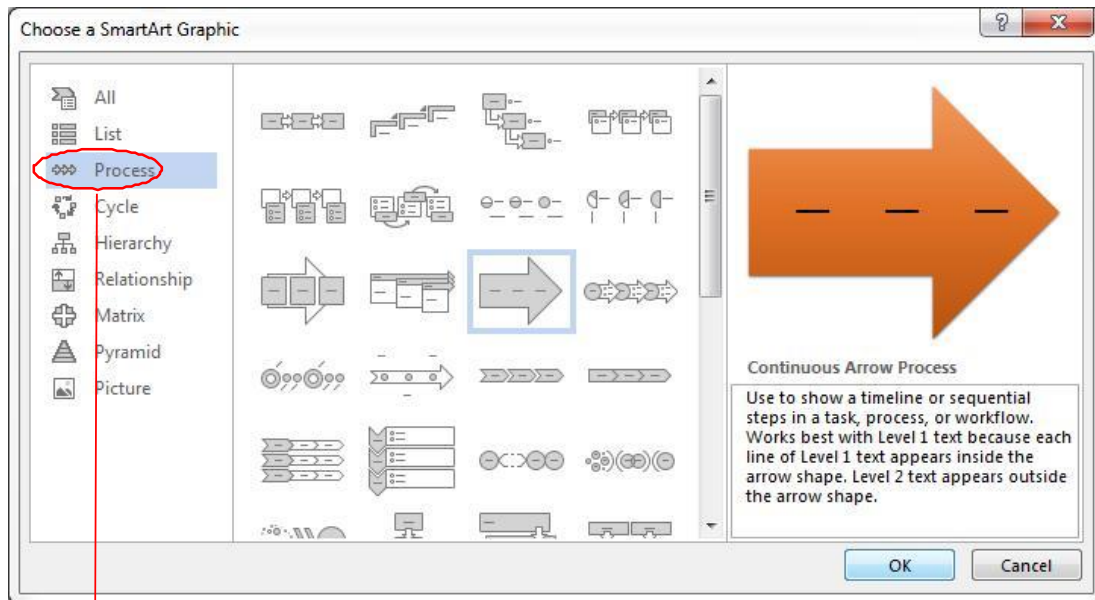 Choose a SmartArt Graphic
All
List
Process
Cycle
Hierarchy
Relationship
Matrix
Pyramid
Picture
Continuous Arrow Process
Use to show a timeline or sequential
steps in a task, process, or workflow.
Works best with Level 1 text because each
line of Level 1 text appears inside the
arrow shape. Level 2 text appears outside
the arrow shape.
OK
Cancel